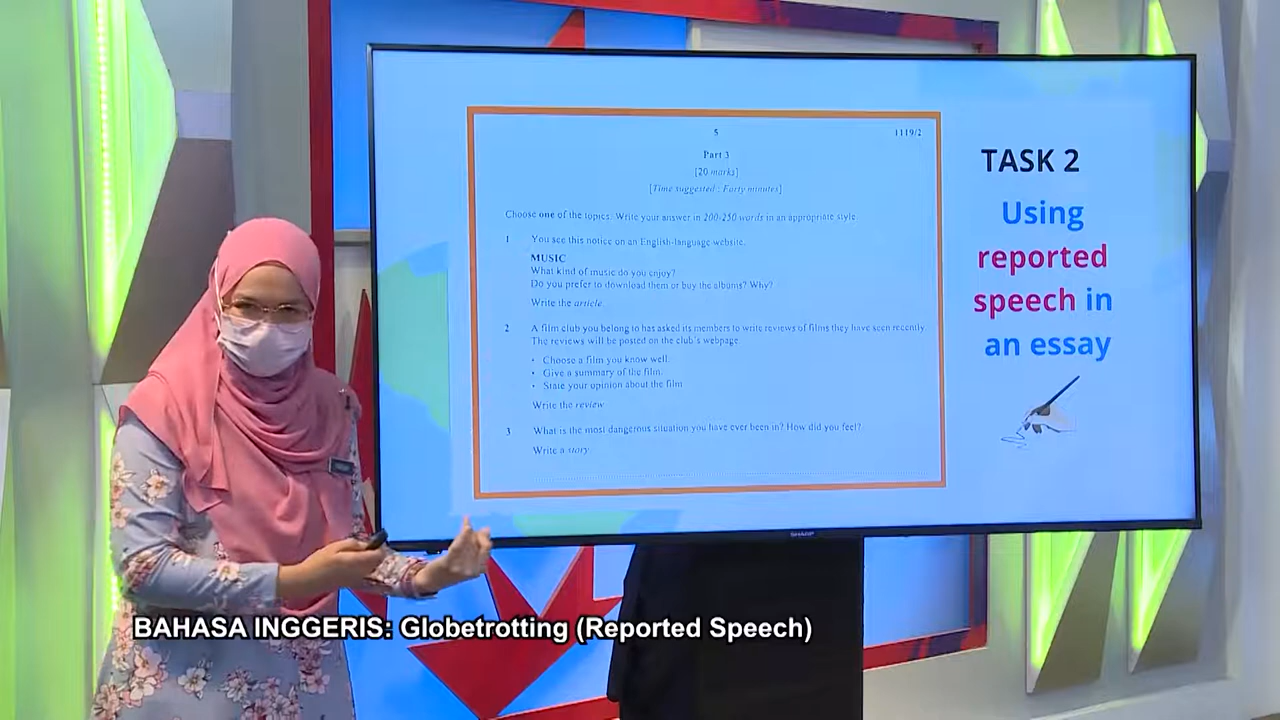 5
1119/2
Part 3
[20 marks]
[Time suggested : Forty minutes]
Choose one of the topics. Write your answer in 200-250 words in an appropriate style
1 You see this notice on an English-language website.
MUSIC
What kind of music do you enjoy?
Do you prefer to download them or buy the albums? Why?
Write the article.
2 A film club you belong to has asked its members to write reviews of films they have seen recently
The reviews will be posted on the club's webpage.
• Choose a film you know well.
• Give a summary of the film.
• State your opinion about the film
Write the review
3 What is the most dangerous situation you have ever been in? How did you feel?
Write a story.
TASK 2
Using
reported
speech in
an essay
SHARP
BAHASA INGGERIS: Globetrotting (Reported Speech)